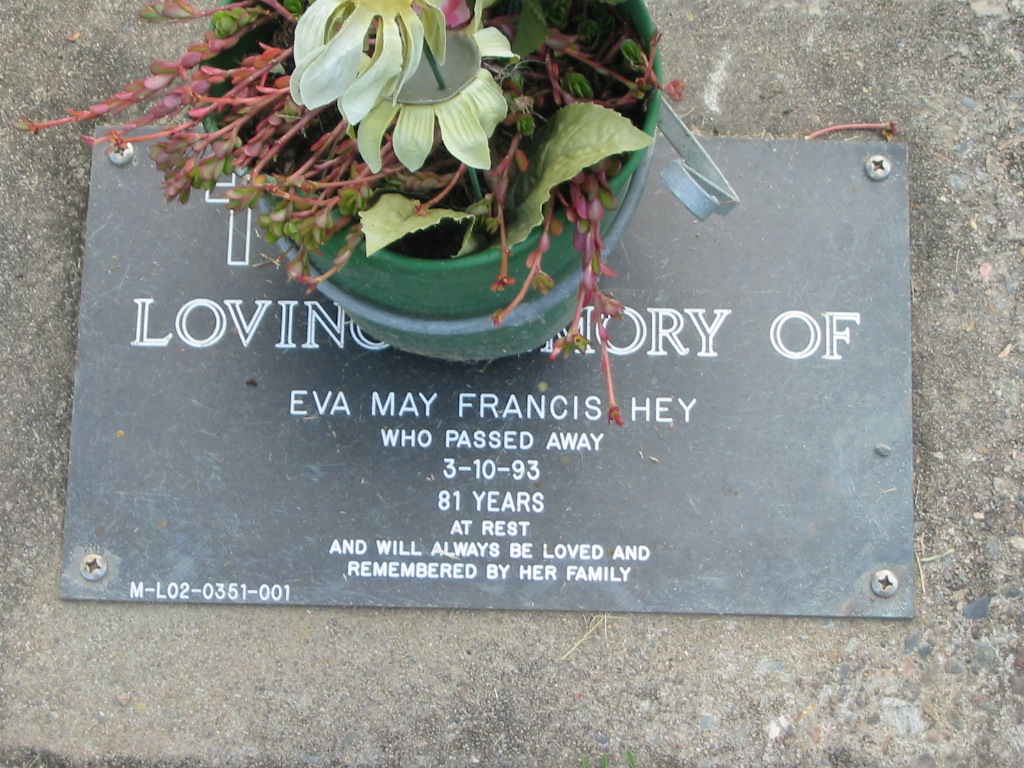 LOVING MEMORY OF
EVA MAY FRANCIS HEY
WHO PASSED AWAY
3-10-93
81 YEARS
AT REST
AND WILL ALWAYS BE LOVED AND
REMEMBERED BY HER FAMILY
M-L02-0351-001